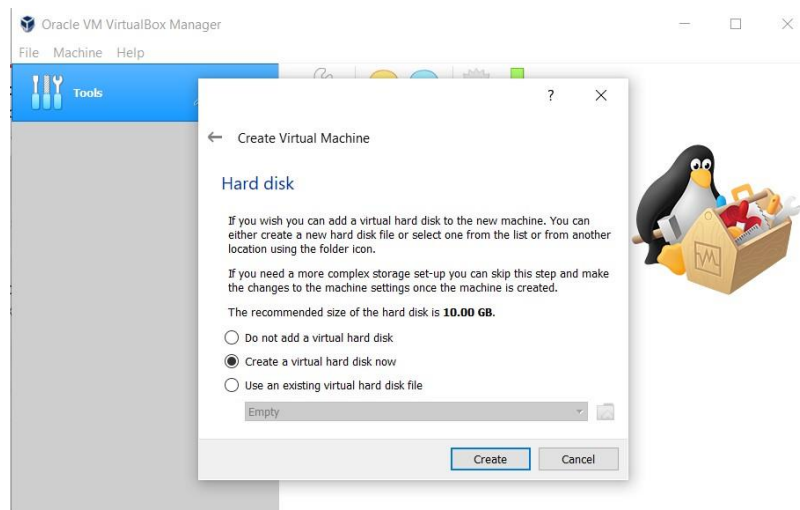 Oracle VM VirtualBox Manager
File Machine Help
Tools
? ×
← Create Virtual Machine
Hard disk
If you wish you can add a virtual hard disk to the new machine. You can
either create a new hard disk file or select one from the list or from another
location using the folder icon.
If you need a more complex storage set-up you can skip this step and make
the changes to the machine settings once the machine is created.
The recommended size of the hard disk is 10.00 GB.
Do not add a virtual hard disk
Create a virtual hard disk now
Use an existing virtual hard disk file
Empty
Create Cancel